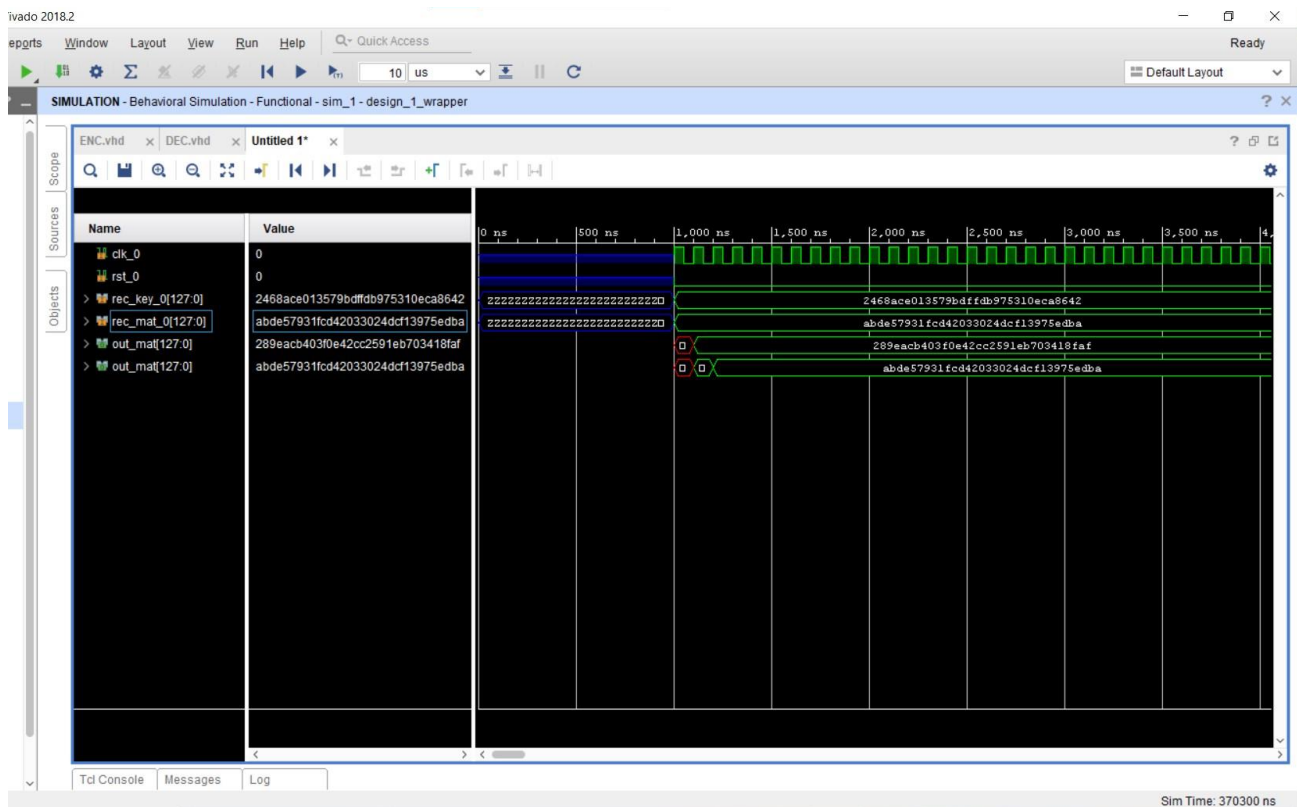 ivado 2018.2
eports Window Layout View Run Help Quick Access Ready
10 us Default Layout
SIMULATION - Behavioral Simulation - Functional - sim_1 - design_1_wrapper ?
ENC.vhd DEC.vhd Untitled 1* ?
Scope
Sources
Objects
Name Value 0 ns 500 ns 1,000 ns 1,500 ns 2,000 ns 2,500 ns 3,000 ns 3,500 ns 4,
clk_0 0
rst_0 0
rec_key_0[127:0] 2468ace013579bdffdb975310eca8642 2468ace013579bdffdb975310eca8642
rec_mat_0[127:0] abde57931fcd42033024dcf13975edba abde57931fcd42033024dcf13975edba
out_mat[127:0] 289eacb403f0e42cc2591eb703418faf 289eacb403f0e42cc2591eb703418faf
out_mat[127:0] abde57931fcd42033024dcf13975edba abde57931fcd42033024dcf13975edba
Tcl Console Messages Log
Sim Time: 370300 ns